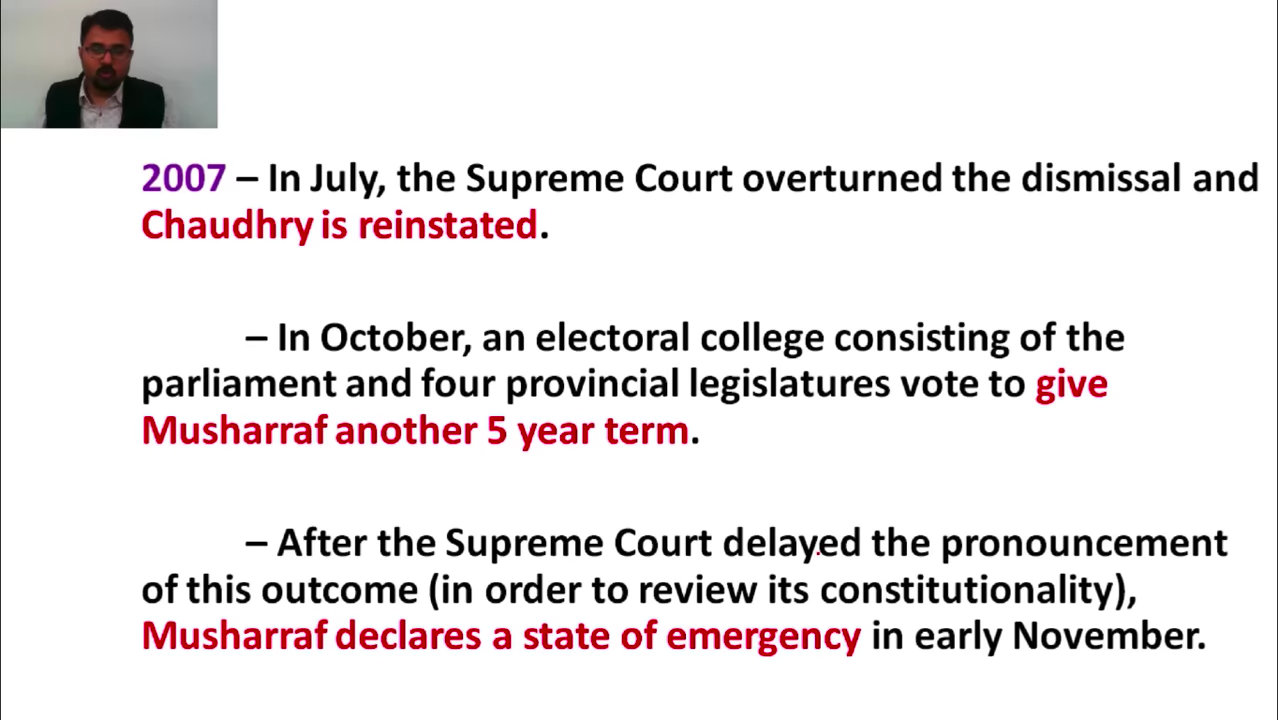 2007 – In July, the Supreme Court overturned the dismissal and
Chaudhry is reinstated.
– In October, an electoral college consisting of the
parliament and four provincial legislatures vote to give
Musharraf another 5 year term.
– After the Supreme Court delayed the pronouncement
of this outcome (in order to review its constitutionality),
Musharraf declares a state of emergency in early November.